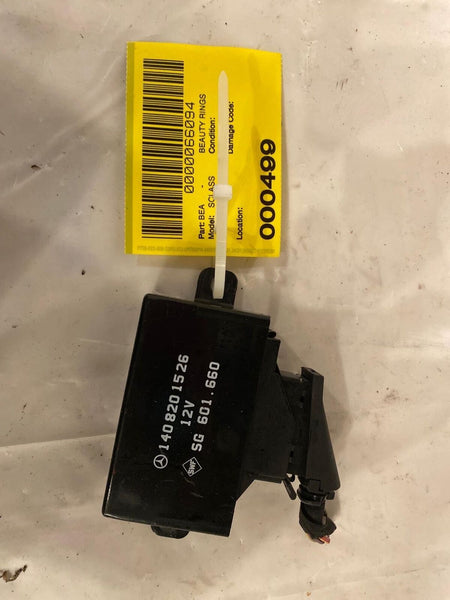 0000066094
Part: BEA - BEAUTY RINGS
Model: SCLASS Condition:
Damage Code:
Location:
000499
140 820 15 26
12V
SWF SG 601.660